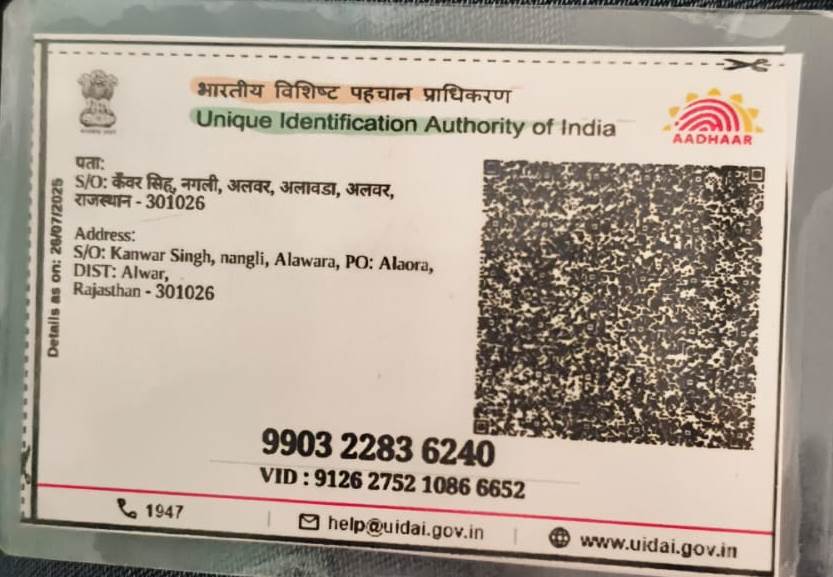 भारतीय विशिष्ट पहचान प्राधिकरण
Unique Identification Authority of India
AADHAAR
Details as on: 26/07/2025
पता:
S/O: कँवर सिंह, नगली, अलवर, अलावडा, अलवर,
राजस्थान - 301026
Address:
S/O: Kanwar Singh, nangli, Alawara, PO: Alaora,
DIST: Alwar,
Rajasthan - 301026
9903 2283 6240
VID : 9126 2752 1086 6652
1947
help@uidai.gov.in
www.uidai.gov.in